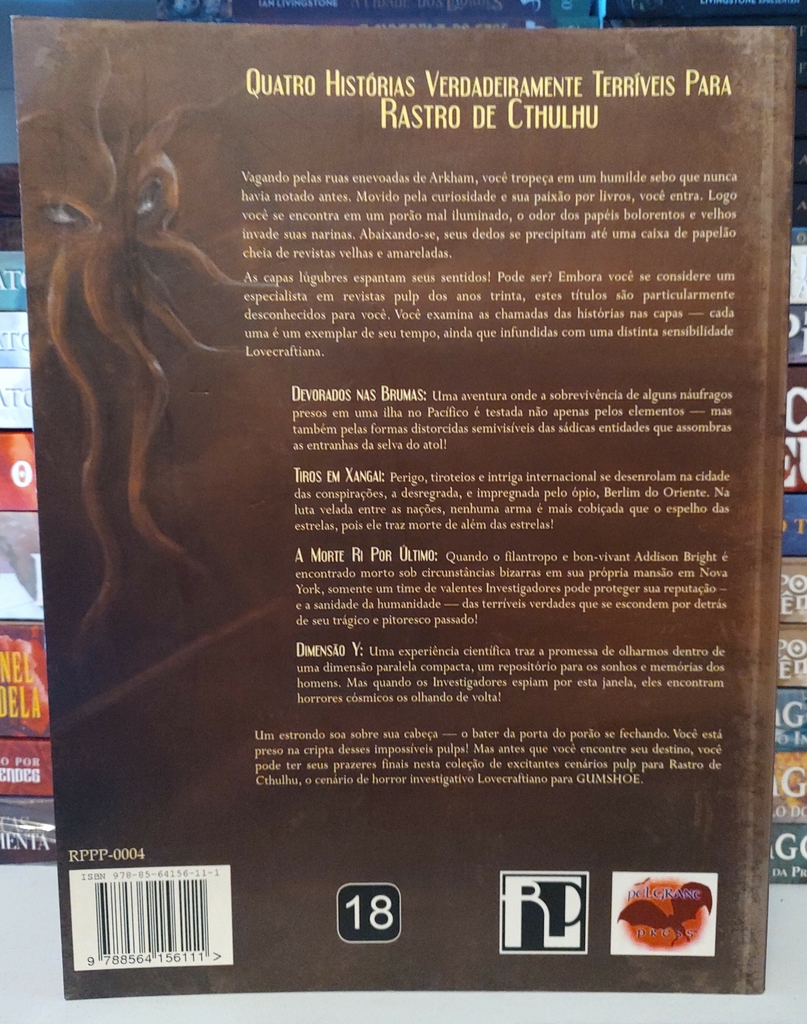 IAN LIVINGSTONE
QUATRO HISTÓRIAS VERDADEIRAMENTE TERRÍVEIS PARA
RASTRO DE CTHULHU
Vagando pelas ruas enevoadas de Arkham, você tropeça em um humilde sebo que nunca
havia notado antes. Movido pela curiosidade e sua paixão por livros, você entra. Logo
você se encontra em um porão mal iluminado, o odor dos papéis bolorentos e velhos
invade suas narinas. Abaixando-se, seus dedos se precipitam até uma caixa de papelão
cheia de revistas velhas e amareladas.
As capas lúgubres espantam seus sentidos! Pode ser? Embora você se considere um
especialista em revistas pulp dos anos trinta, estes títulos são particularmente
desconhecidos para você. Você examina as chamadas das histórias nas capas — cada
uma é um exemplar de seu tempo, ainda que infundidas com uma distinta sensibilidade
Lovecraftiana.
DEVORADOS NAS BRUMAS: Uma aventura onde a sobrevivência de alguns náufragos
presos em uma ilha no Pacífico é testada não apenas pelos elementos — mas
também pelas formas distorcidas semivisíveis das sádicas entidades que assombras
as entranhas da selva do atol!
TIROS EM XANGAI: Perigo, tiroteios e intriga internacional se desenrolam na cidade
das conspirações, a desregrada, e impregnada pelo ópio, Berlim do Oriente. Na
luta velada entre as nações, nenhuma arma é mais cobiçada que o espelho das
estrelas, pois ele traz morte de além das estrelas!
A MORTE RI POR ÚLTIMO: Quando o filantropo e bon-vivant Addison Bright é
encontrado morto sob circunstâncias bizarras em sua própria mansão em Nova
York, somente um time de valentes Investigadores pode proteger sua reputação –
e a sanidade da humanidade — das terríveis verdades que se escondem por detrás
de seu trágico e pitoresco passado!
DIMENSÃO Y: Uma experiência científica traz a promessa de olharmos dentro de
uma dimensão paralela compacta, um repositório para os sonhos e memórias dos
homens. Mas quando os Investigadores espiam por esta janela, eles encontram
horrores cósmicos os olhando de volta!
Um estrondo soa sobre sua cabeça — o bater da porta do porão se fechando. Você está
preso na cripta desses impossíveis pulps! Mas antes que você encontre seu destino, você
pode ter seus prazeres finais nesta coleção de excitantes cenários pulp para Rastro de
Cthulhu, o cenário de horror investigativo Lovecraftiano para GUMSHOE.
RPPP-0004
ISBN 978-85-64156-11-1
9 788564 156111 >
18
RP
pelgrane
press
NEL
DELA
O POR
ENDES